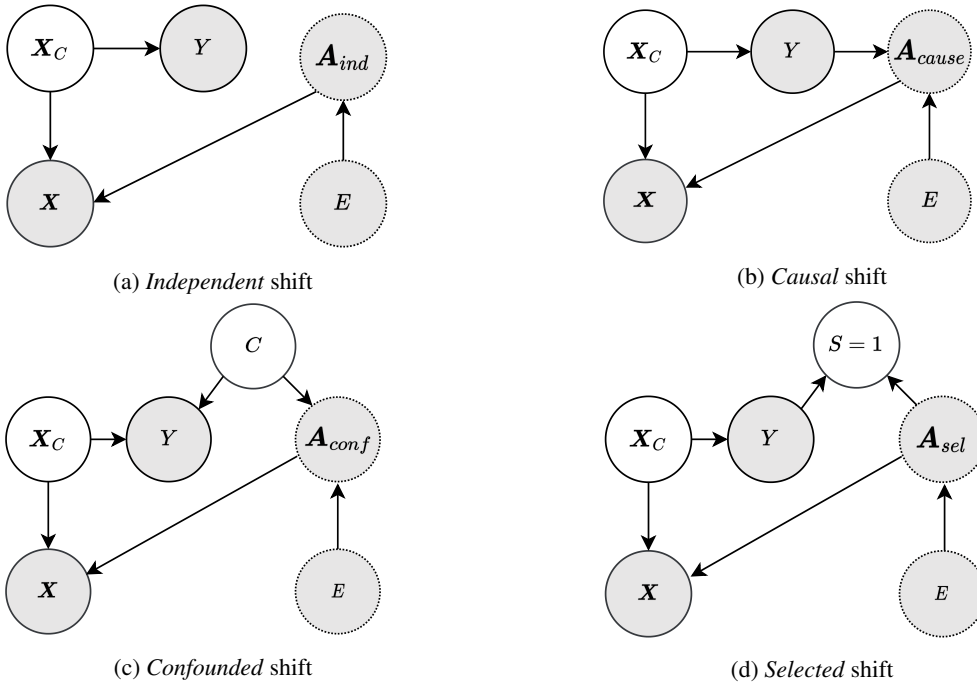 X_C Y A_ind
X E
(a) Independent shift
X_C Y A_cause
X E
(b) Causal shift
C
X_C Y A_conf
X E
(c) Confounded shift
S = 1
X_C Y A_sel
X E
(d) Selected shift